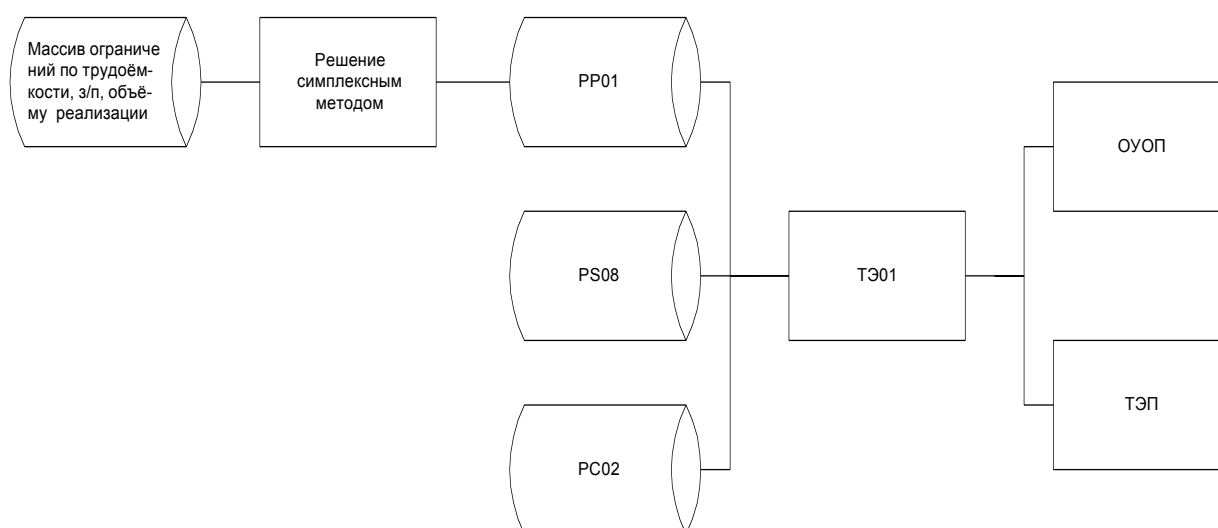 Массив ограниче
ний по трудоём-
кости, з/п, объё-
му реализации
Решение
симплексным
методом
PP01
ОУОП
PS08
ТЭ01
ТЭП
PC02